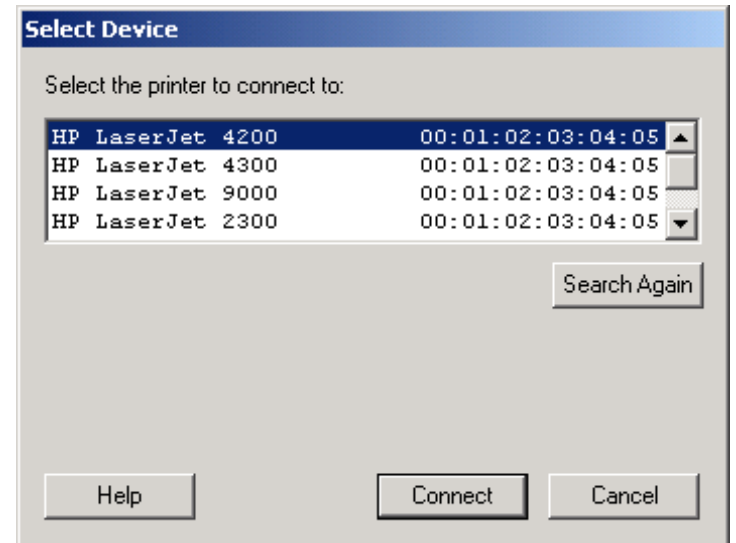 Select Device
Select the printer to connect to:
HP LaserJet 4200 00:01:02:03:04:05
HP LaserJet 4300 00:01:02:03:04:05
HP LaserJet 9000 00:01:02:03:04:05
HP LaserJet 2300 00:01:02:03:04:05
Search Again
Help Connect Cancel